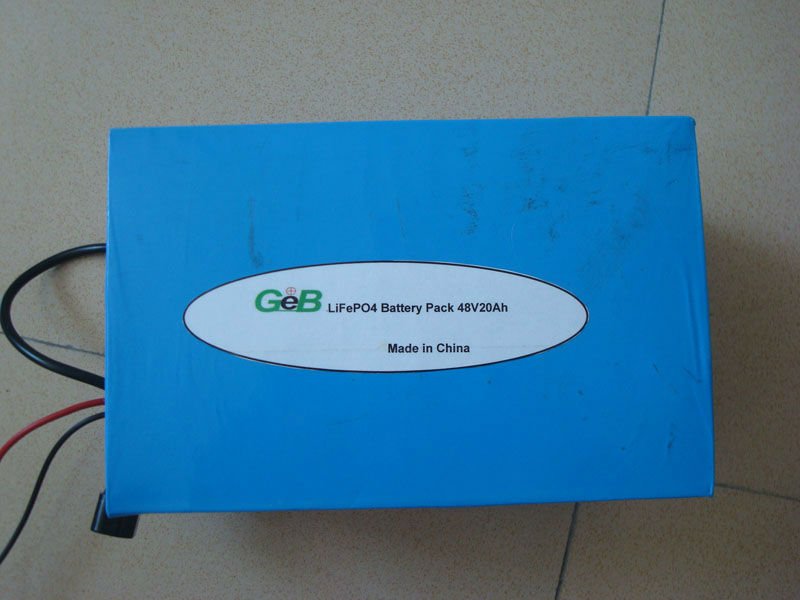 GeB LiFePO4 Battery Pack 48V20Ah
Made in China